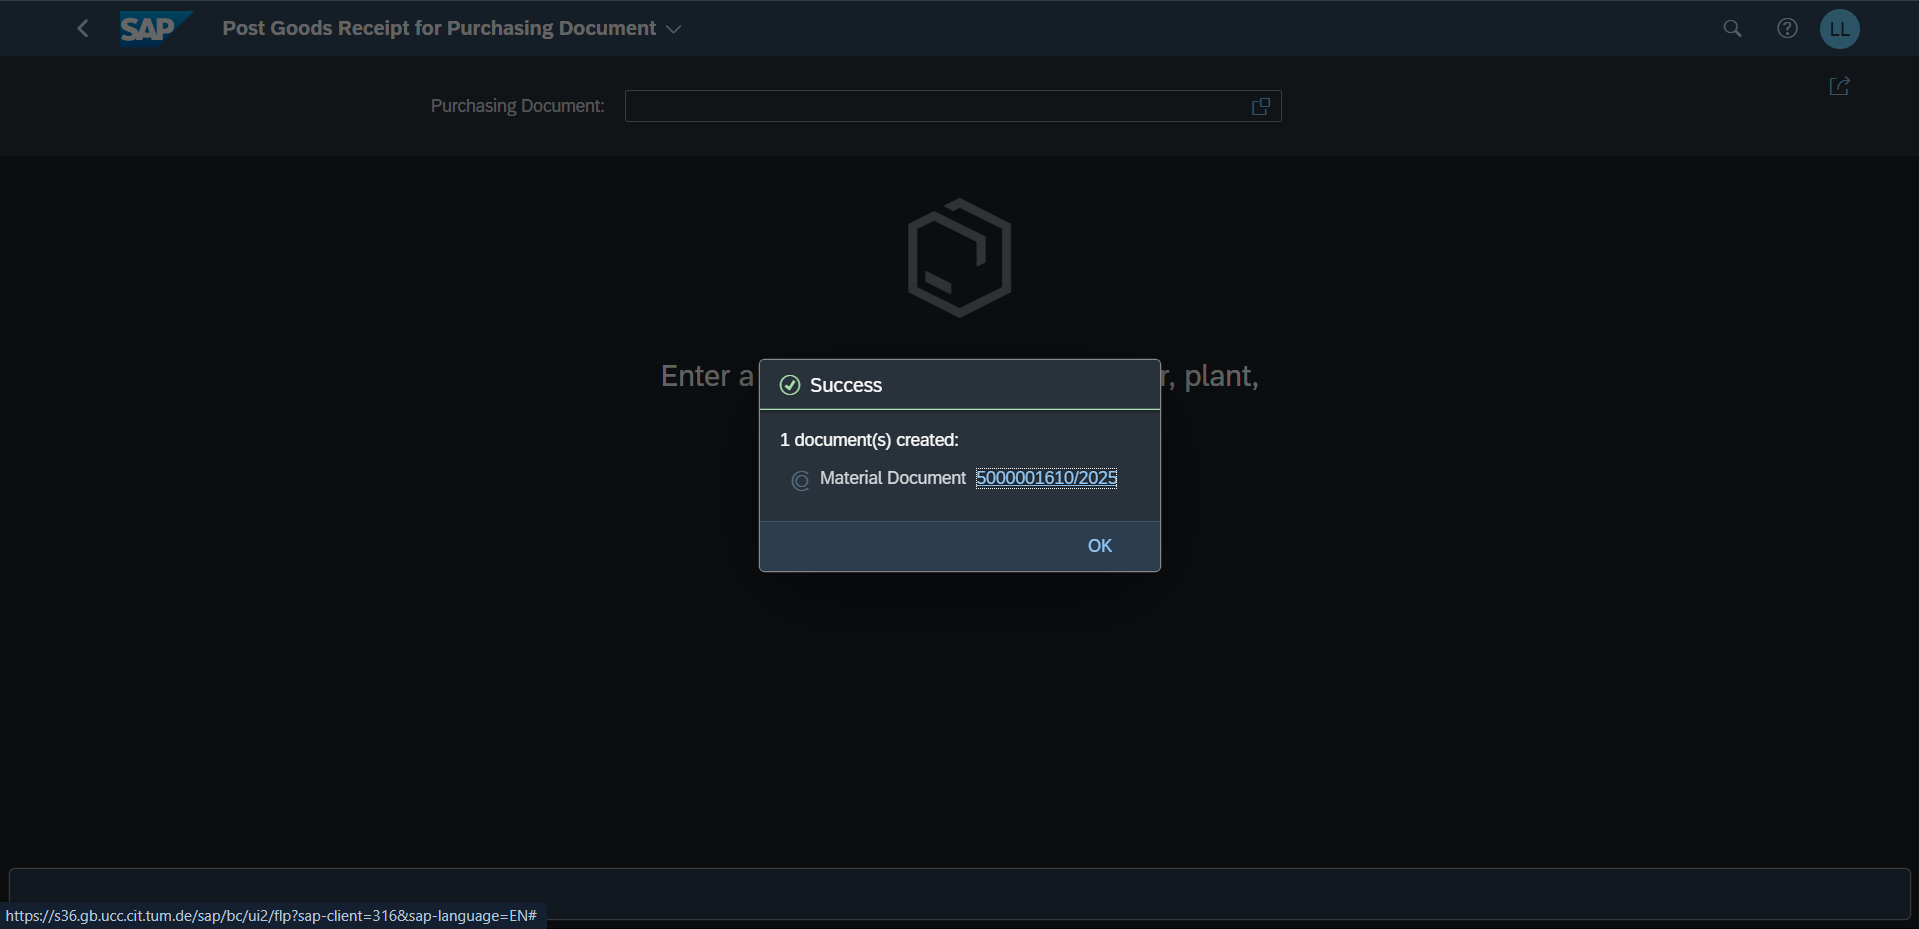 SAP Post Goods Receipt for Purchasing Document LL
Purchasing Document:
Enter a r, plant,
Success
1 document(s) created:
Material Document 5000001610/2025
OK
https://s36.gb.ucc.cit.tum.de/sap/bc/ui2/flp?sap-client=316&sap-language=EN#